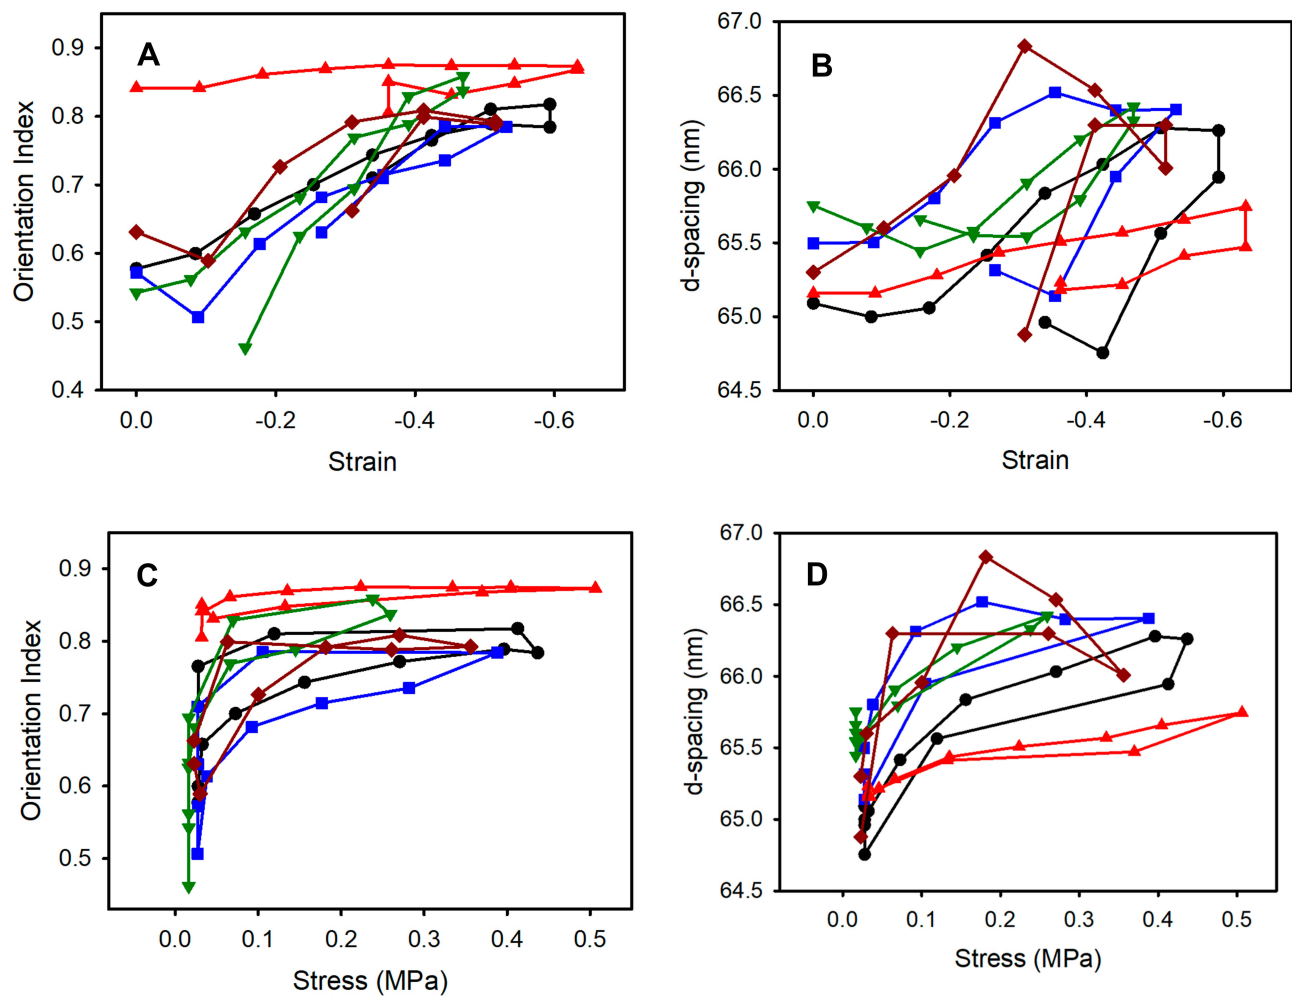 A
Orientation Index
0.9
0.8
0.7
0.6
0.5
0.4
0.0 -0.2 -0.4 -0.6
Strain
B
d-spacing (nm)
67.0
66.5
66.0
65.5
65.0
64.5
0.0 -0.2 -0.4 -0.6
Strain
C
Orientation Index
0.9
0.8
0.7
0.6
0.5
0.0 0.1 0.2 0.3 0.4 0.5
Stress (MPa)
D
d-spacing (nm)
67.0
66.5
66.0
65.5
65.0
64.5
0.0 0.1 0.2 0.3 0.4 0.5
Stress (MPa)